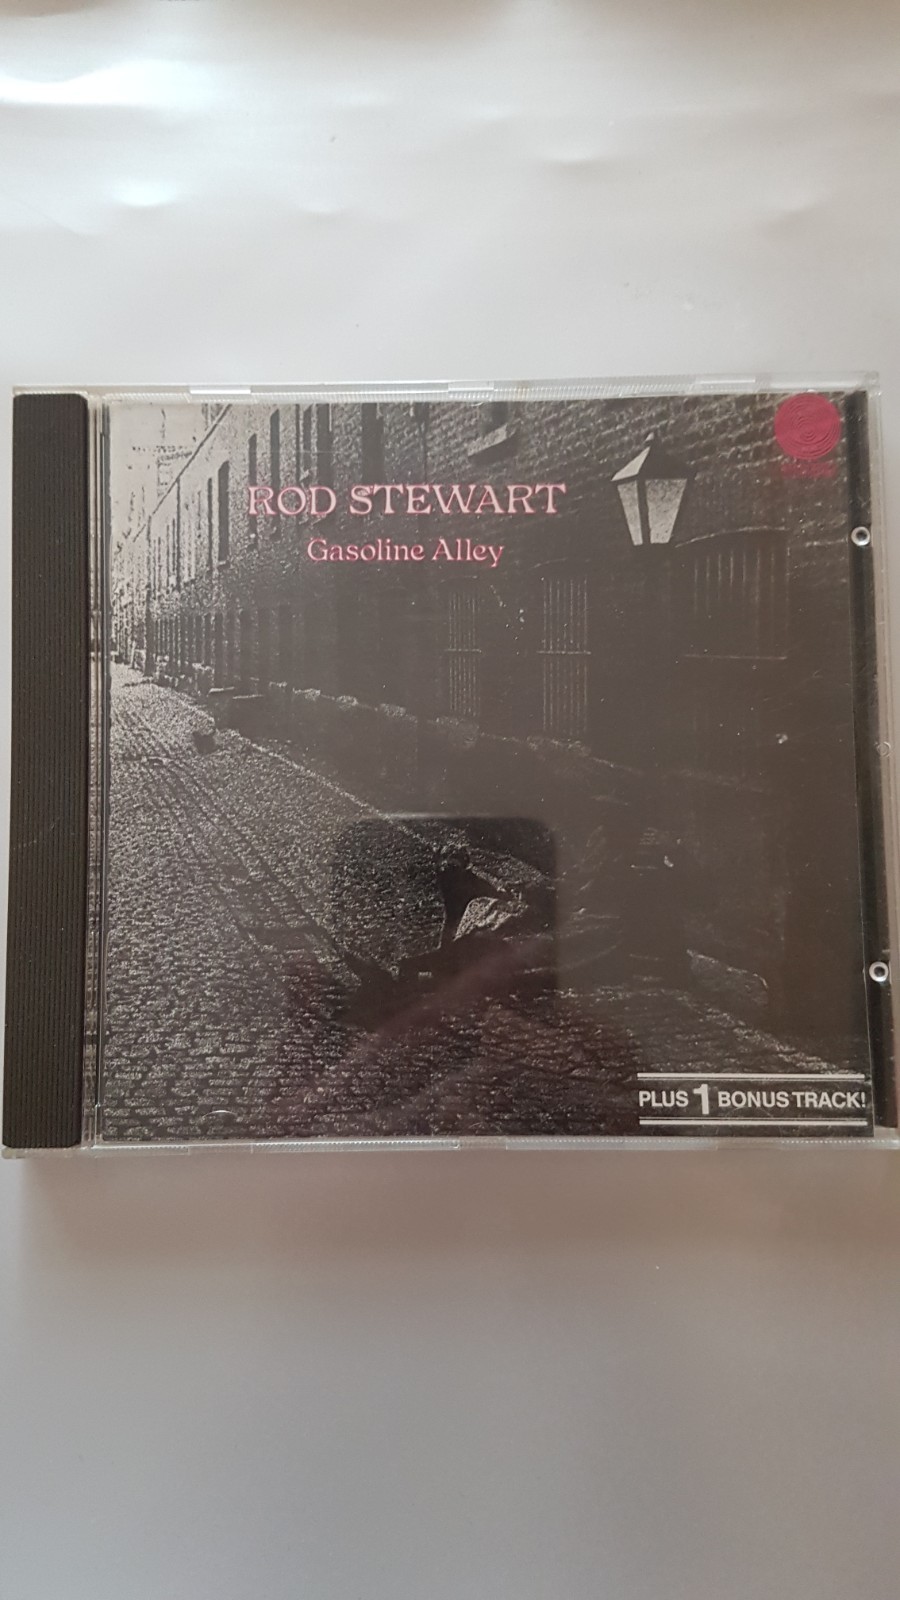 ROD STEWART
Gasoline Alley
PLUS 1 BONUS TRACK!